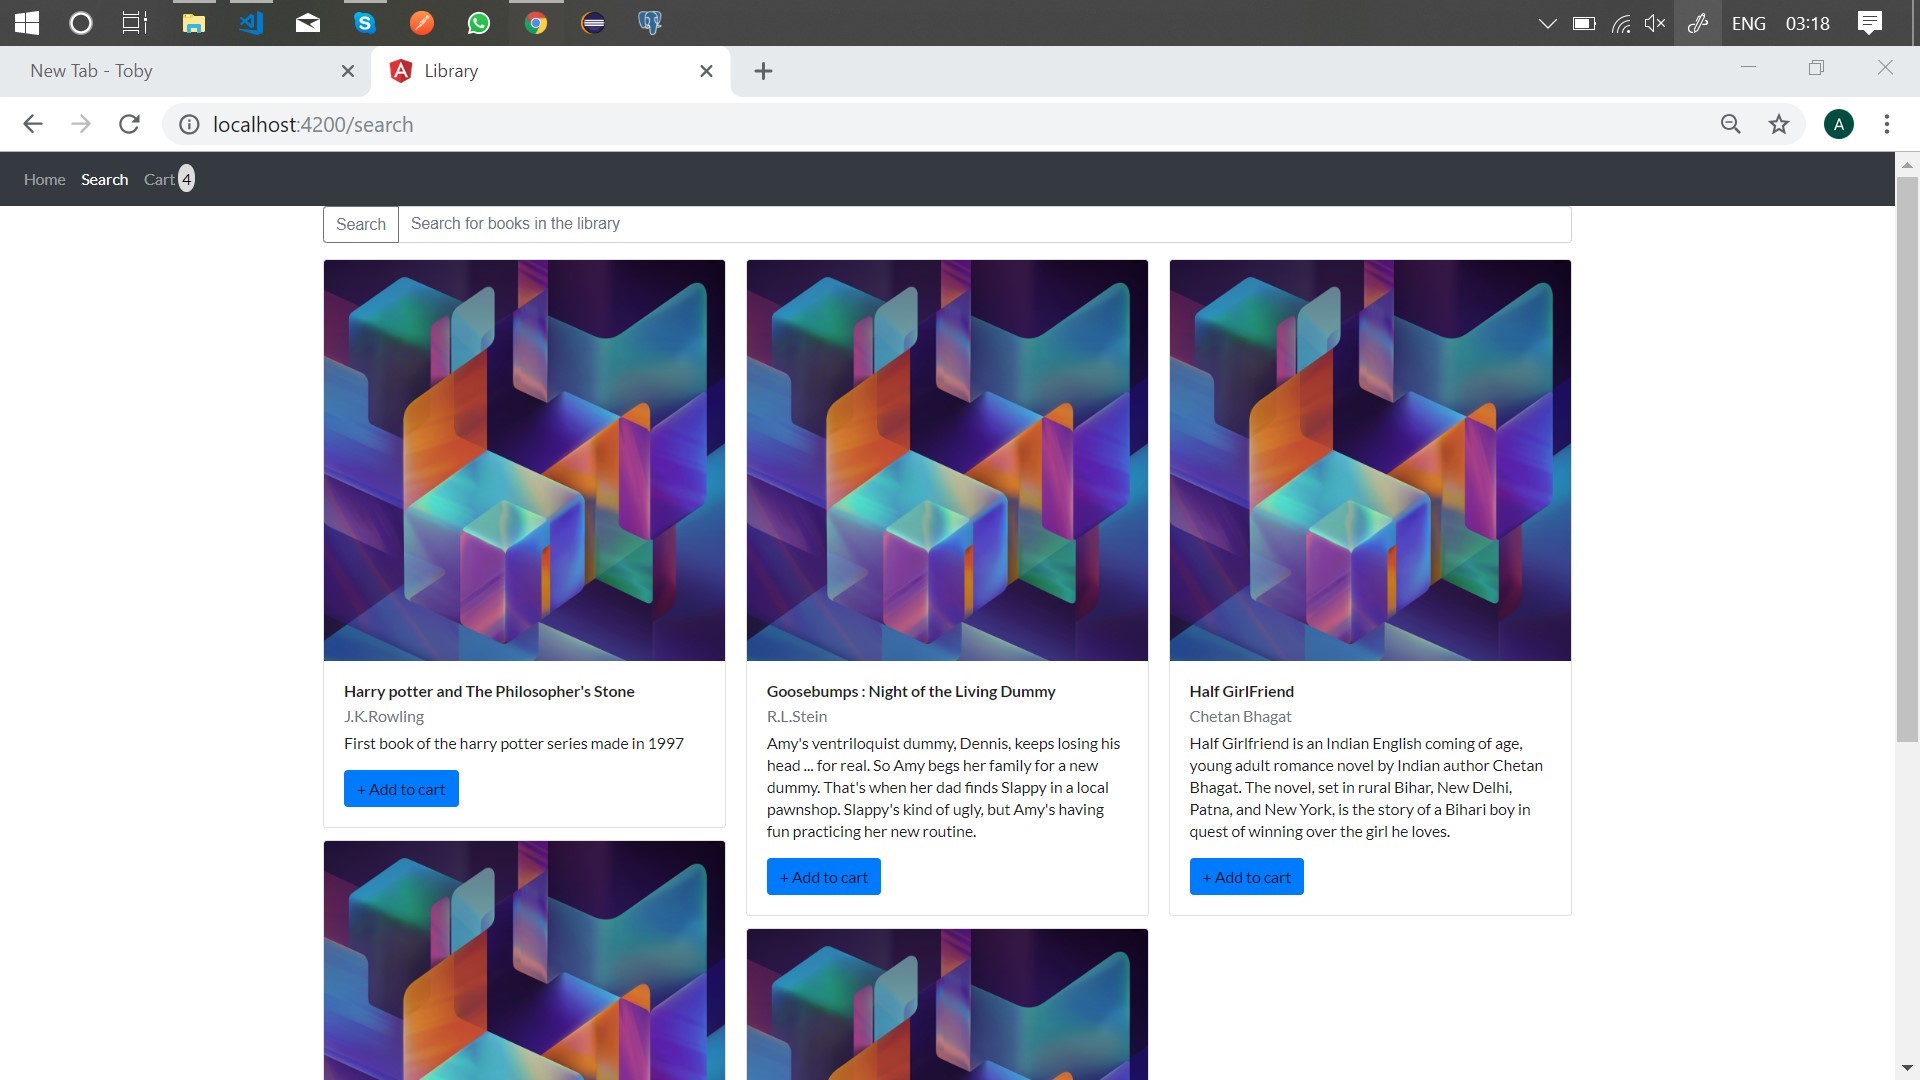 ENG 03:18
New Tab - Toby
Library
localhost:4200/search
A
Home Search Cart 4
Search Search for books in the library
Harry potter and The Philosopher's Stone
J.K.Rowling
First book of the harry potter series made in 1997
+ Add to cart
Goosebumps : Night of the Living Dummy
R.L.Stein
Amy's ventriloquist dummy, Dennis, keeps losing his
head ... for real. So Amy begs her family for a new
dummy. That's when her dad finds Slappy in a local
pawnshop. Slappy's kind of ugly, but Amy's having
fun practicing her new routine.
+ Add to cart
Half GirlFriend
Chetan Bhagat
Half Girlfriend is an Indian English coming of age,
young adult romance novel by Indian author Chetan
Bhagat. The novel, set in rural Bihar, New Delhi,
Patna, and New York, is the story of a Bihari boy in
quest of winning over the girl he loves.
+ Add to cart